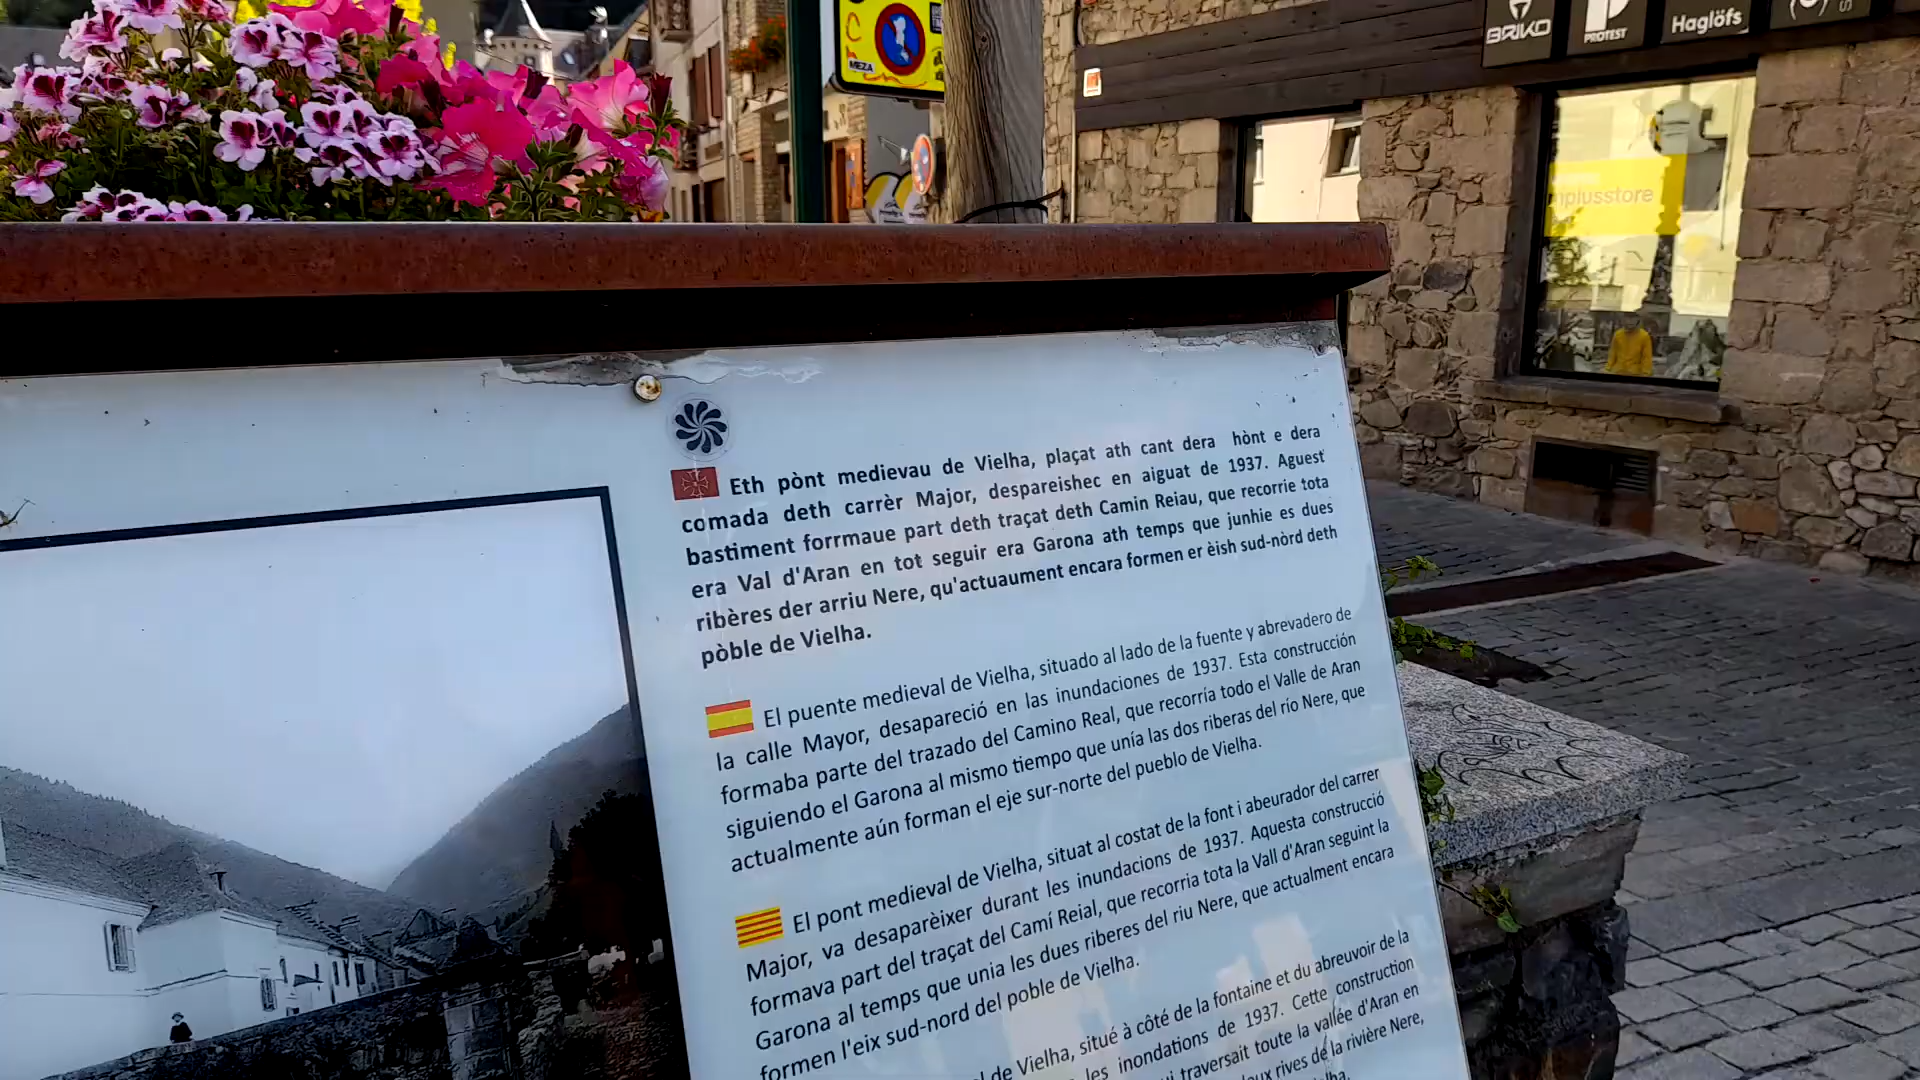 MEZA
BRIKO
PROTEST
Haglöfs
nplusstore
Eth pònt medievau de Vielha, plaçat ath cant dera hònt e dera
comada deth carrèr Major, despareishec en aiguat de 1937. Aguest
bastiment forrmaue part deth traçat deth Camin Reiau, que recorrie tota
era Val d'Aran en tot seguir era Garona ath temps que junhie es dues
ribères der arriu Nere, qu'actuaument encara formen er èish sud-nòrd deth
pòble de Vielha.
El puente medieval de Vielha, situado al lado de la fuente y abrevadero de
la calle Mayor, desapareció en las inundaciones de 1937. Esta construcción
formaba parte del trazado del Camino Real, que recorría todo el Valle de Aran
siguiendo el Garona al mismo tiempo que unía las dos riberas del río Nere, que
actualmente aún forman el eje sur-norte del pueblo de Vielha.
El pont medieval de Vielha, situat al costat de la font i abeurador del carrer
Major, va desaparèixer durant les inundacions de 1937. Aquesta construcció
formava part del traçat del Camí Reial, que recorria tota la Vall d'Aran seguint la
Garona al temps que unia les dues riberes del riu Nere, que actualment encara
formen l'eix sud-nord del poble de Vielha.
de Vielha, situé à côté de la fontaine et du abreuvoir de la
les inondations de 1937. Cette construction
traversait toute la vallée d'Aran en
rives de la rivière Nere,